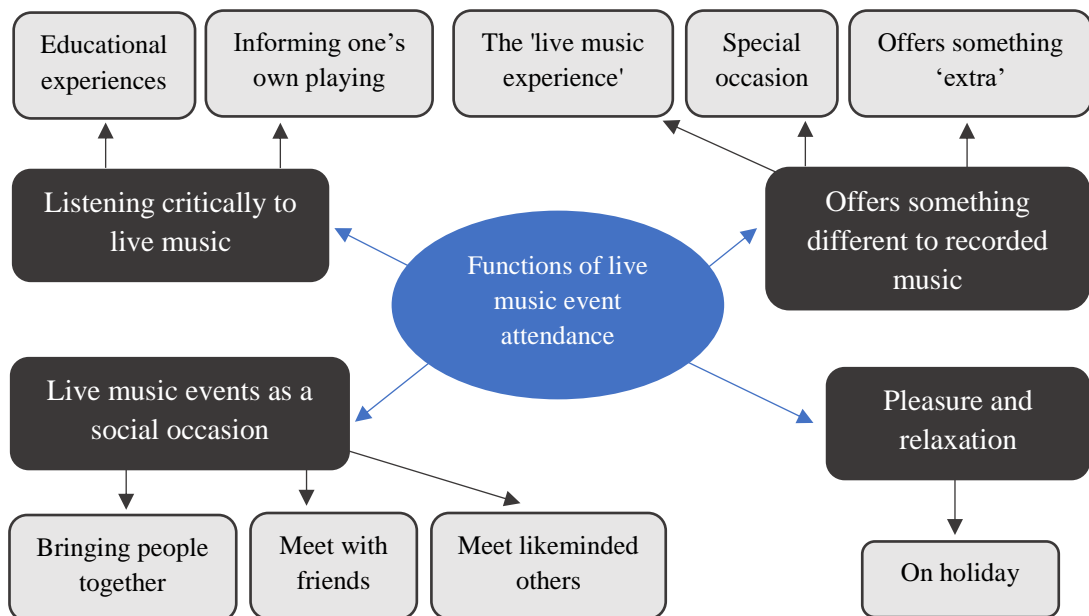 Educational
experiences
Informing one’s
own playing
The 'live music
experience'
Special
occasion
Offers something
‘extra’
Listening critically to
live music
Offers something
different to recorded
music
Functions of live
music event
attendance
Live music events as a
social occasion
Pleasure and
relaxation
Bringing people
together
Meet with
friends
Meet likeminded
others
On holiday